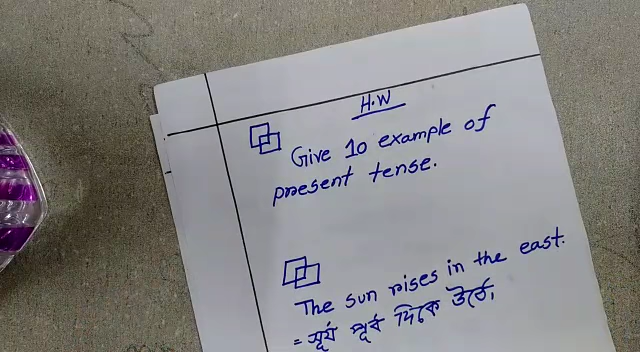 H.W
Give 10 example of
present tense.
The sun rises in the east.
= সূর্য পূর্ব দিকে উঠে।